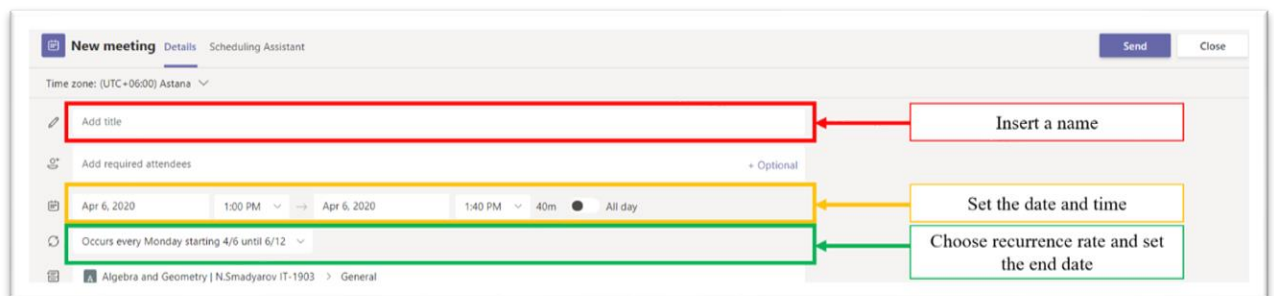 New meeting Details Scheduling Assistant Send Close
Time zone: (UTC+06:00) Astana
Add title Insert a name
Add required attendees + Optional
Apr 6, 2020 1:00 PM → Apr 6, 2020 1:40 PM 40m All day Set the date and time
Occurs every Monday starting 4/6 until 6/12 Choose recurrence rate and set
the end date
Algebra and Geometry | N.Smadyarov IT-1903 > General